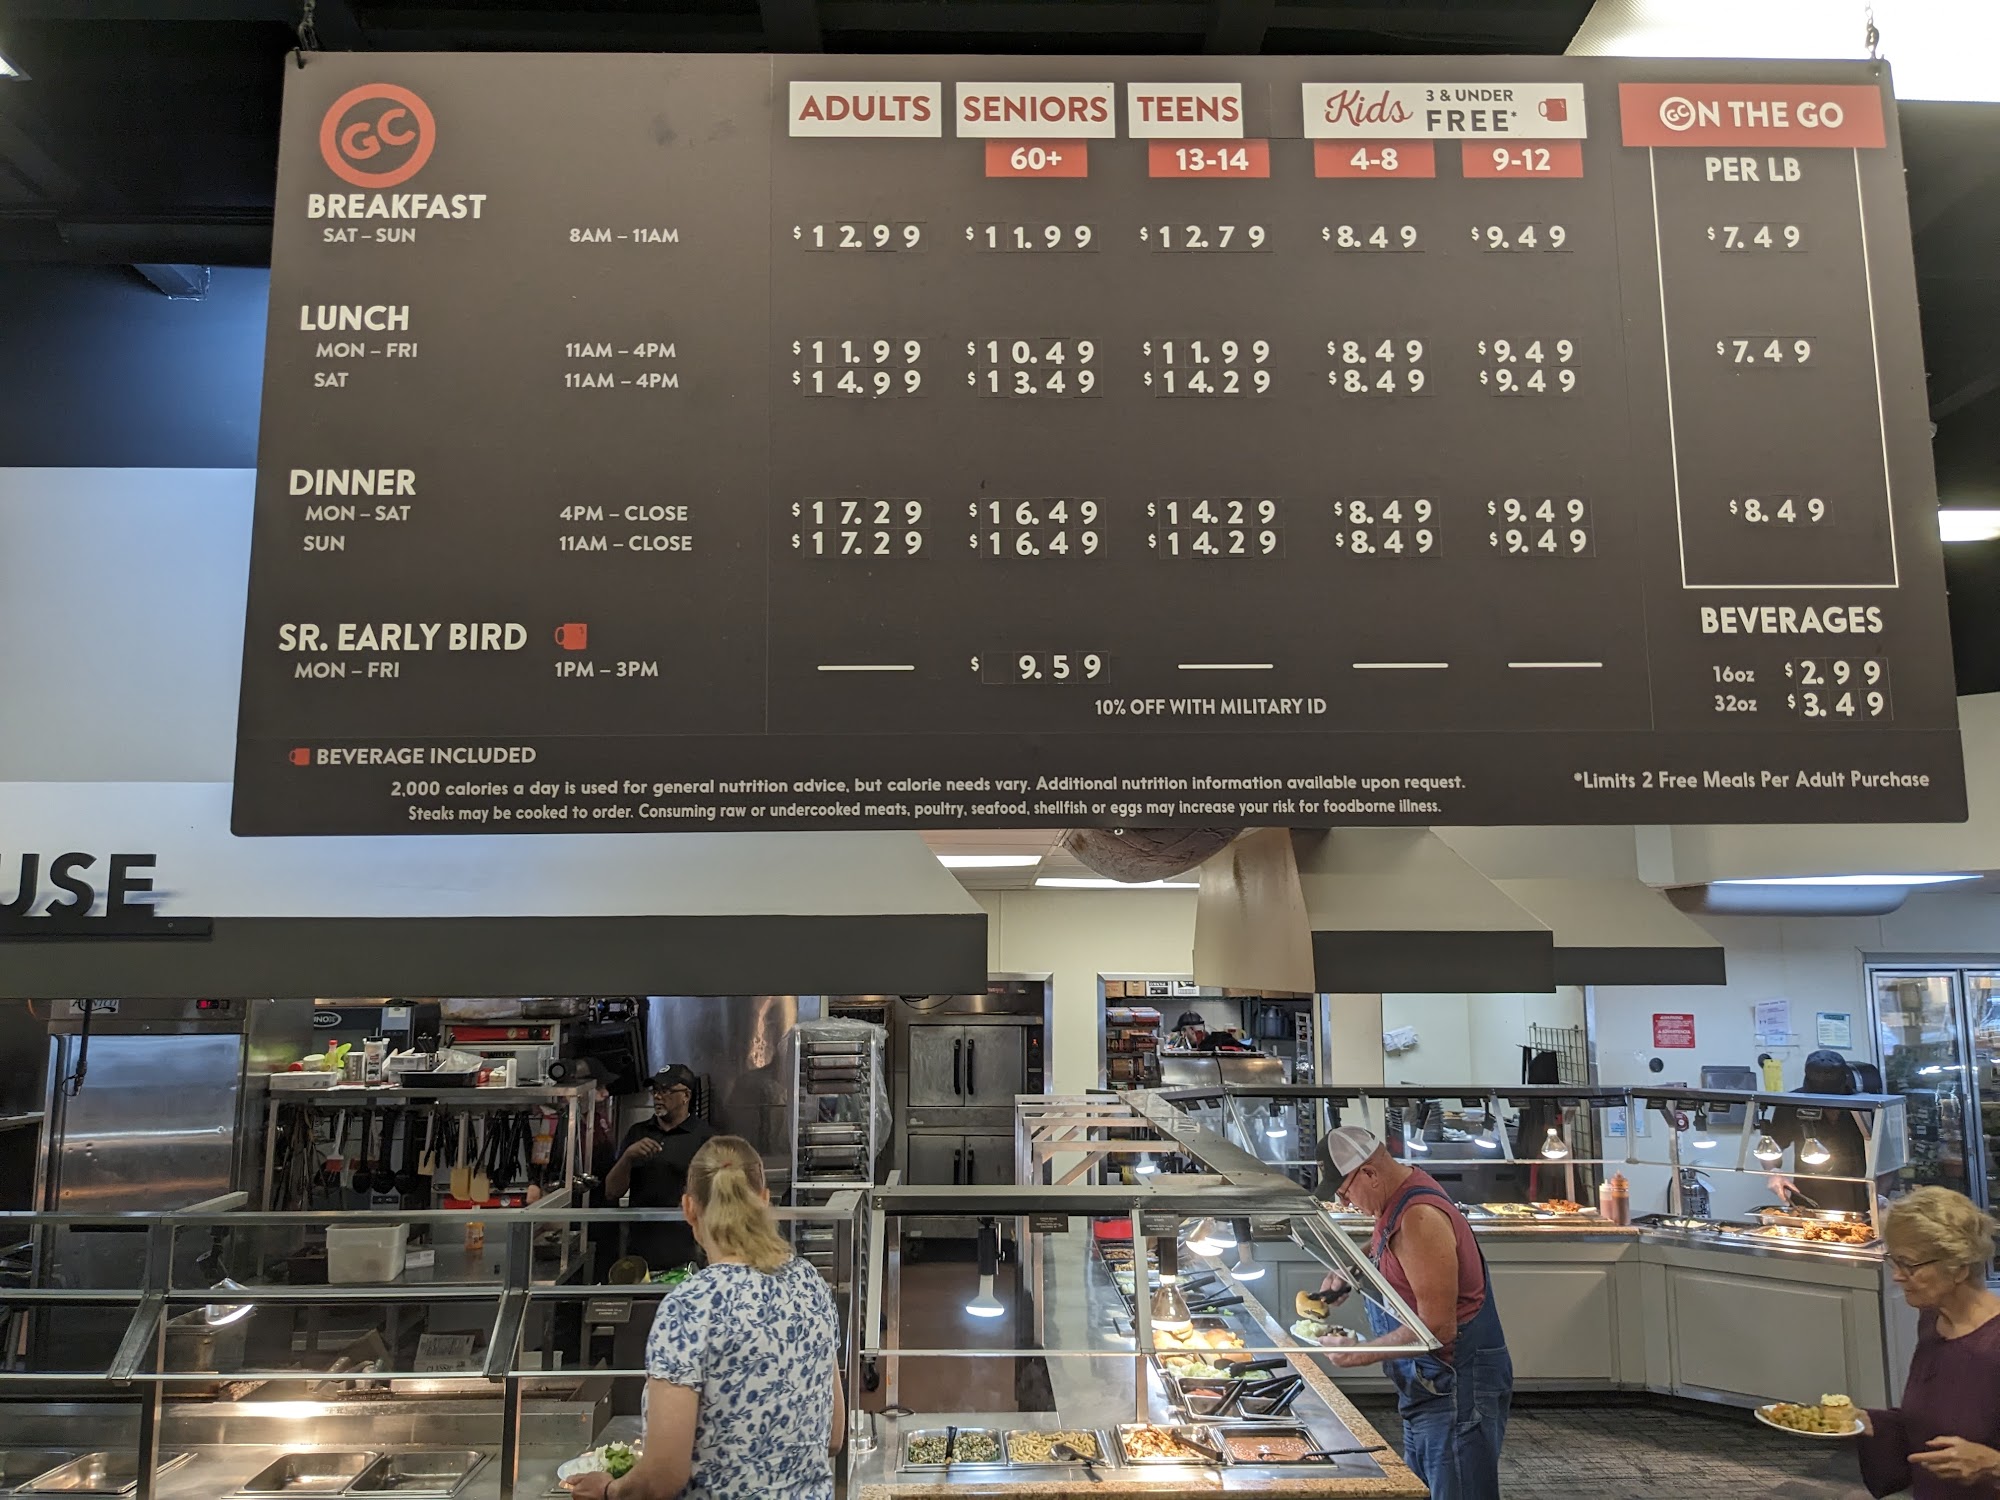 GC
ADULTS SENIORS TEENS Kids 3 & UNDER FREE* GC ON THE GO
60+ 13-14 4-8 9-12 PER LB
BREAKFAST
SAT – SUN 8AM – 11AM $12.99 $11.99 $12.79 $8.49 $9.49 $7.49
LUNCH
MON – FRI 11AM – 4PM $11.99 $10.49 $11.99 $8.49 $9.49 $7.49
SAT 11AM – 4PM $14.99 $13.49 $14.29 $8.49 $9.49
DINNER
MON – SAT 4PM – CLOSE $17.29 $16.49 $14.29 $8.49 $9.49 $8.49
SUN 11AM – CLOSE $17.29 $16.49 $14.29 $8.49 $9.49
SR. EARLY BIRD
MON – FRI 1PM – 3PM $9.59
10% OFF WITH MILITARY ID
BEVERAGES
16oz $2.99
32oz $3.49
BEVERAGE INCLUDED
2,000 calories a day is used for general nutrition advice, but calorie needs vary. Additional nutrition information available upon request.
Steaks may be cooked to order. Consuming raw or undercooked meats, poultry, seafood, shellfish or eggs may increase your risk for foodborne illness.
*Limits 2 Free Meals Per Adult Purchase
USE